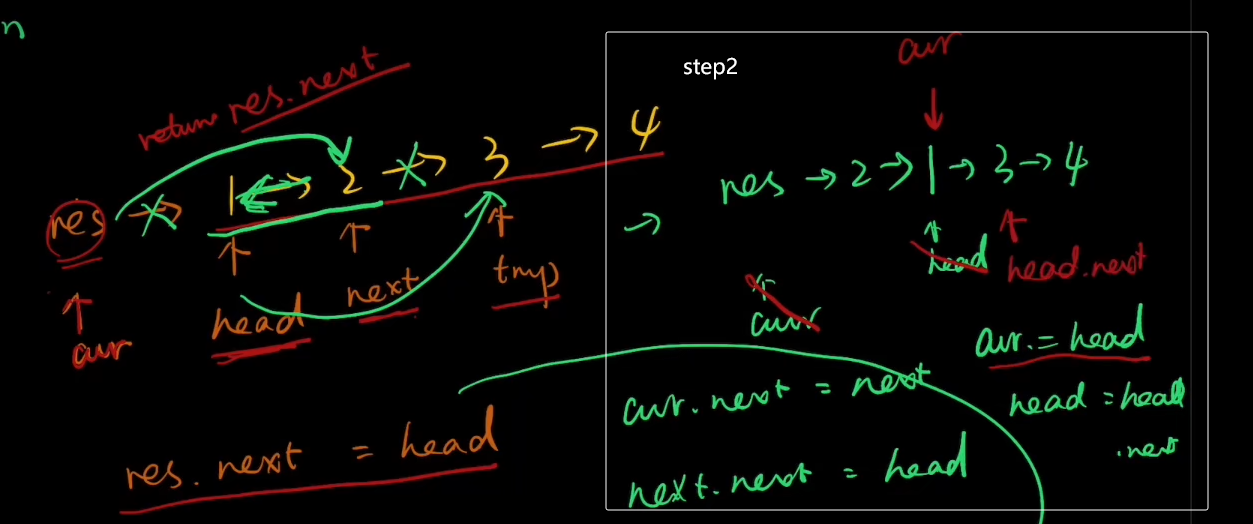 n
return res.next
res → 1 → 2 → 3 → 4
head
next
tmp
cur
res.next = head
step2
cur
→ res → 2 → 1 → 3 → 4
head
head.next
curr
cur.= head
cur.next = next
head = head
.next
next.next = head